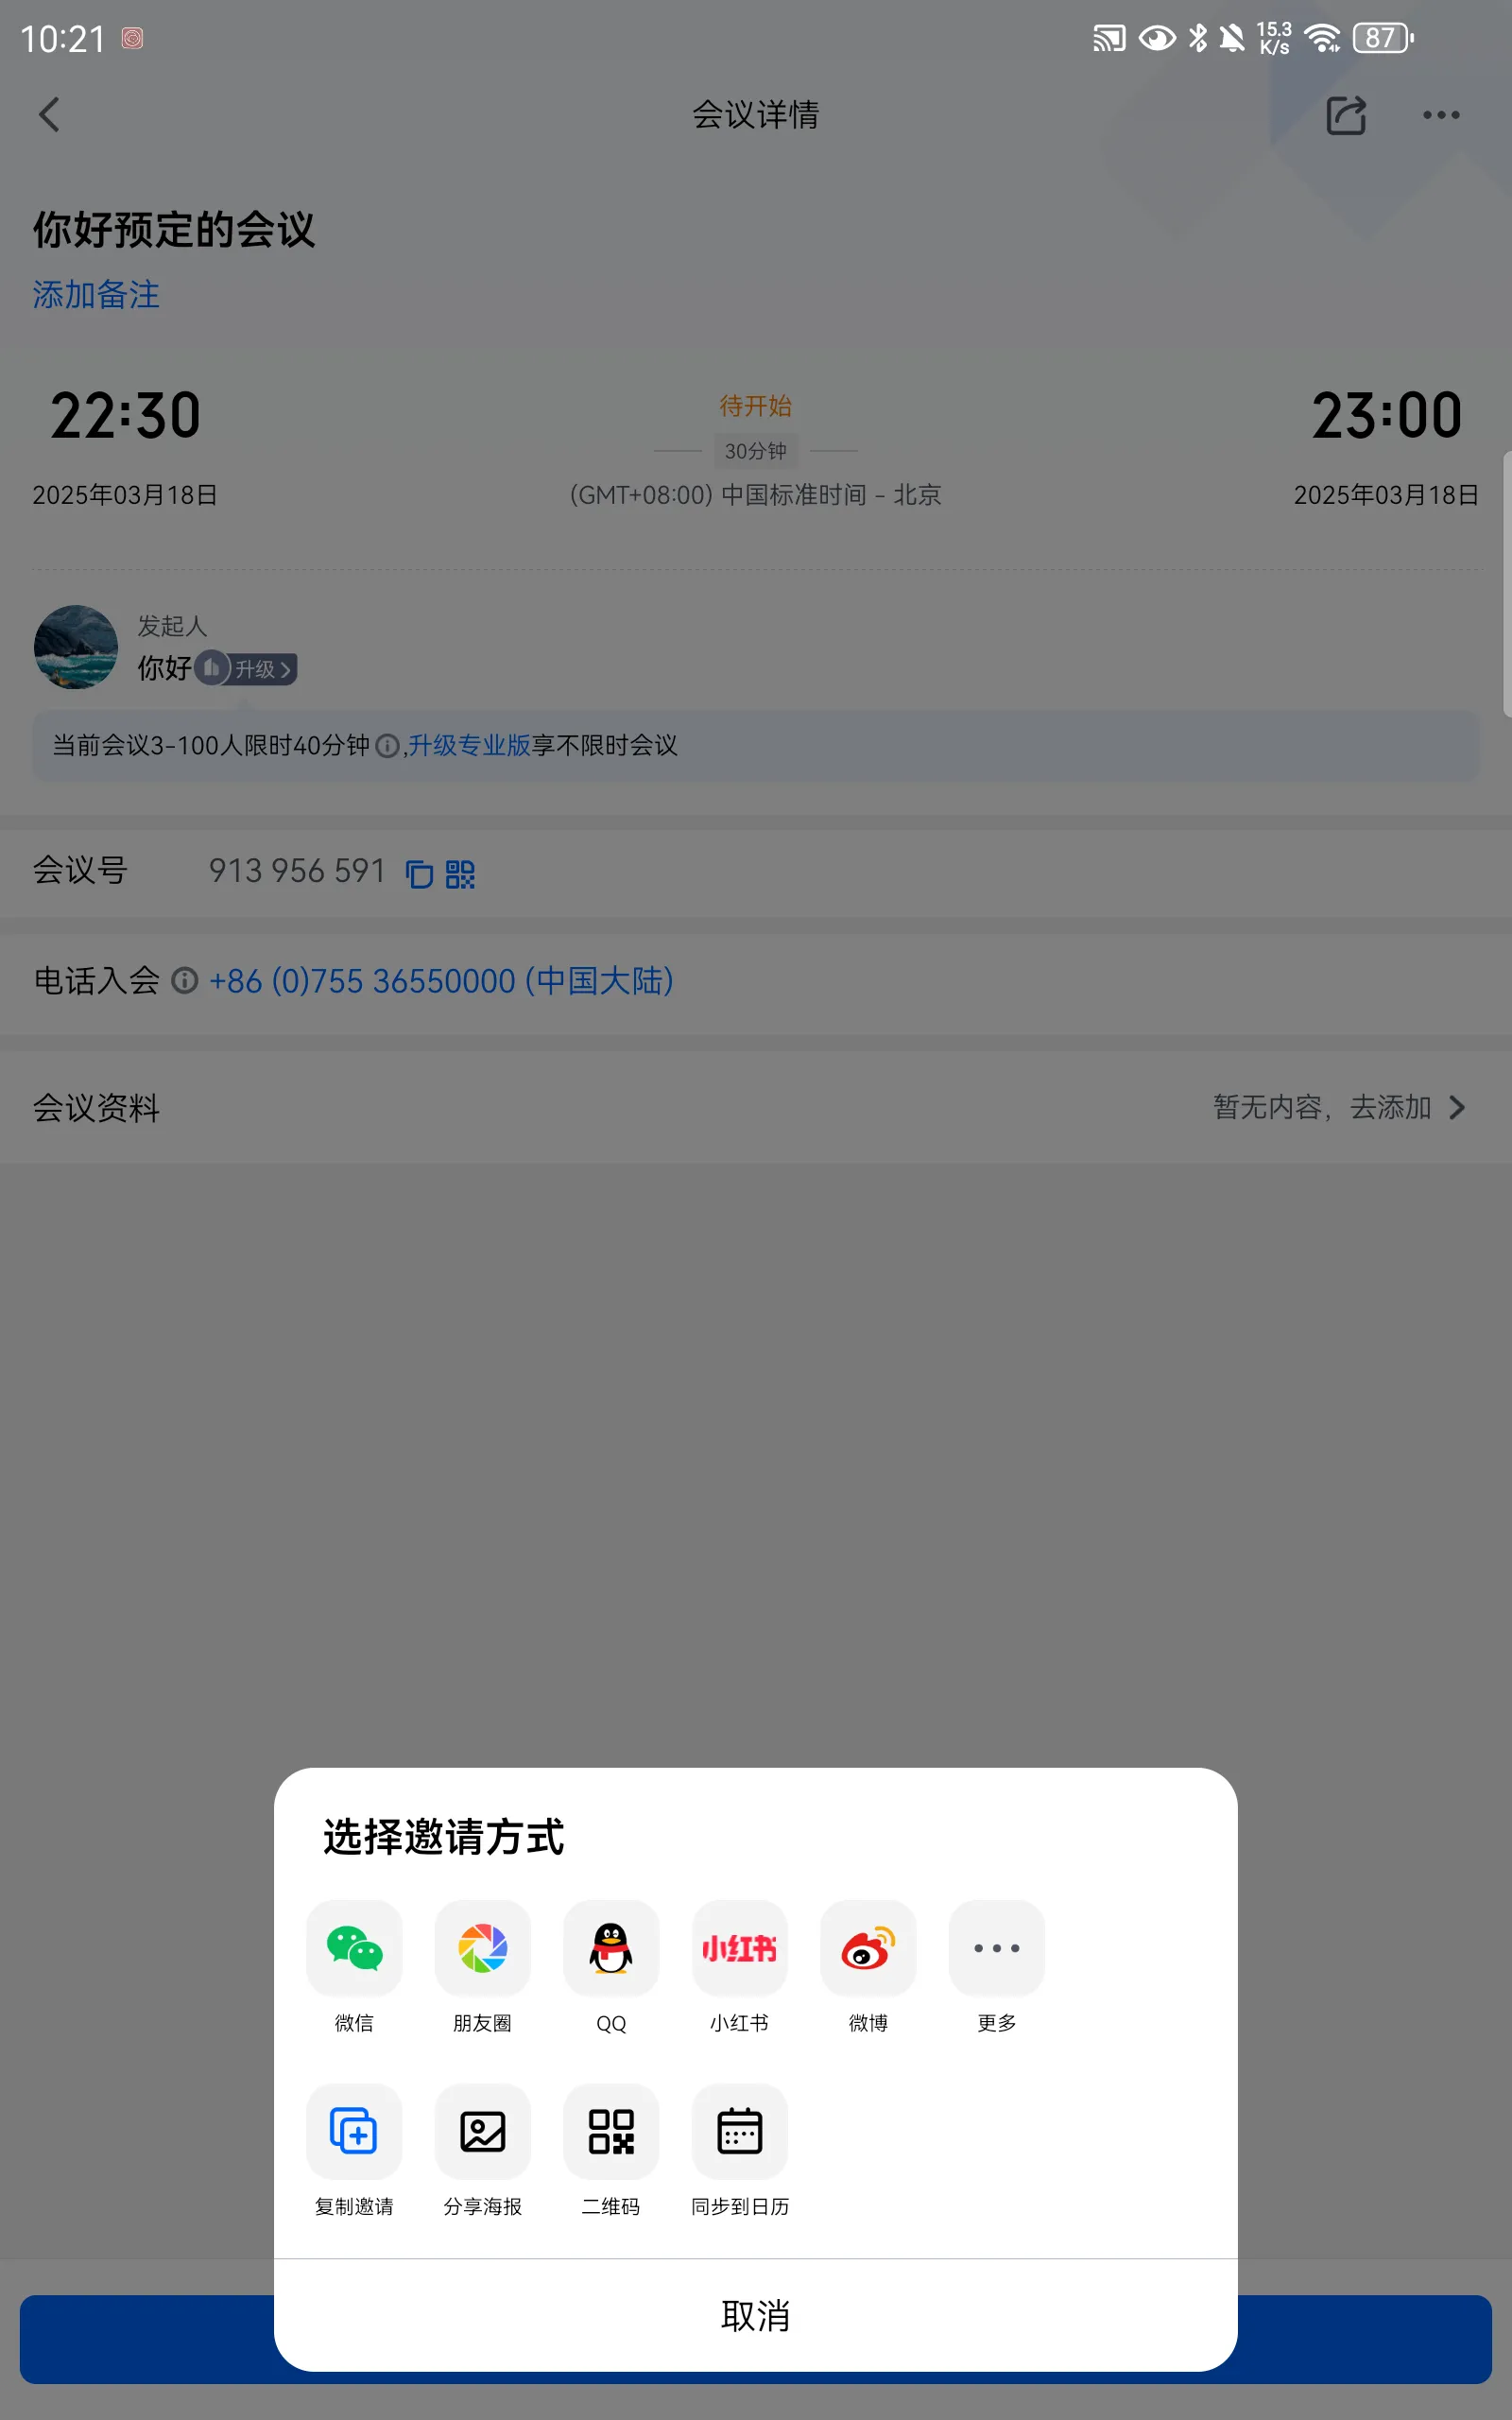 10:21
15.3
K/s
87
会议详情
你好预定的会议
添加备注
22:30
待开始
23:00
30分钟
2025年03月18日
(GMT+08:00) 中国标准时间 - 北京
2025年03月18日
发起人
你好 升级
当前会议3-100人限时40分钟 ,升级专业版享不限时会议
会议号 913 956 591
电话入会 +86 (0)755 36550000 (中国大陆)
会议资料 暂无内容，去添加
选择邀请方式
小红书
微信 朋友圈 QQ 小红书 微博 更多
复制邀请 分享海报 二维码 同步到日历
取消